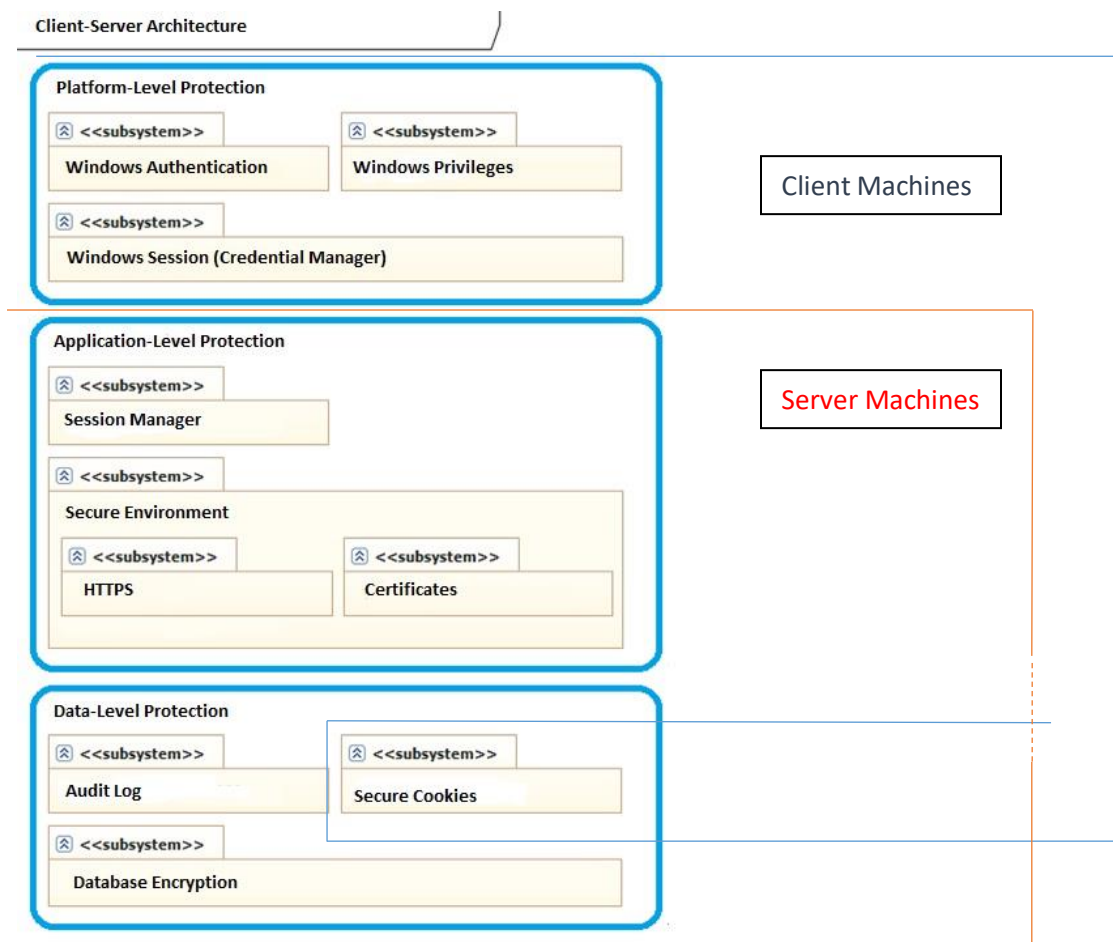 Client-Server Architecture
Platform-Level Protection
<<subsystem>>
Windows Authentication
<<subsystem>>
Windows Privileges
<<subsystem>>
Windows Session (Credential Manager)
Client Machines
Application-Level Protection
<<subsystem>>
Session Manager
Server Machines
<<subsystem>>
Secure Environment
<<subsystem>>
HTTPS
<<subsystem>>
Certificates
Data-Level Protection
<<subsystem>>
Audit Log
<<subsystem>>
Secure Cookies
<<subsystem>>
Database Encryption